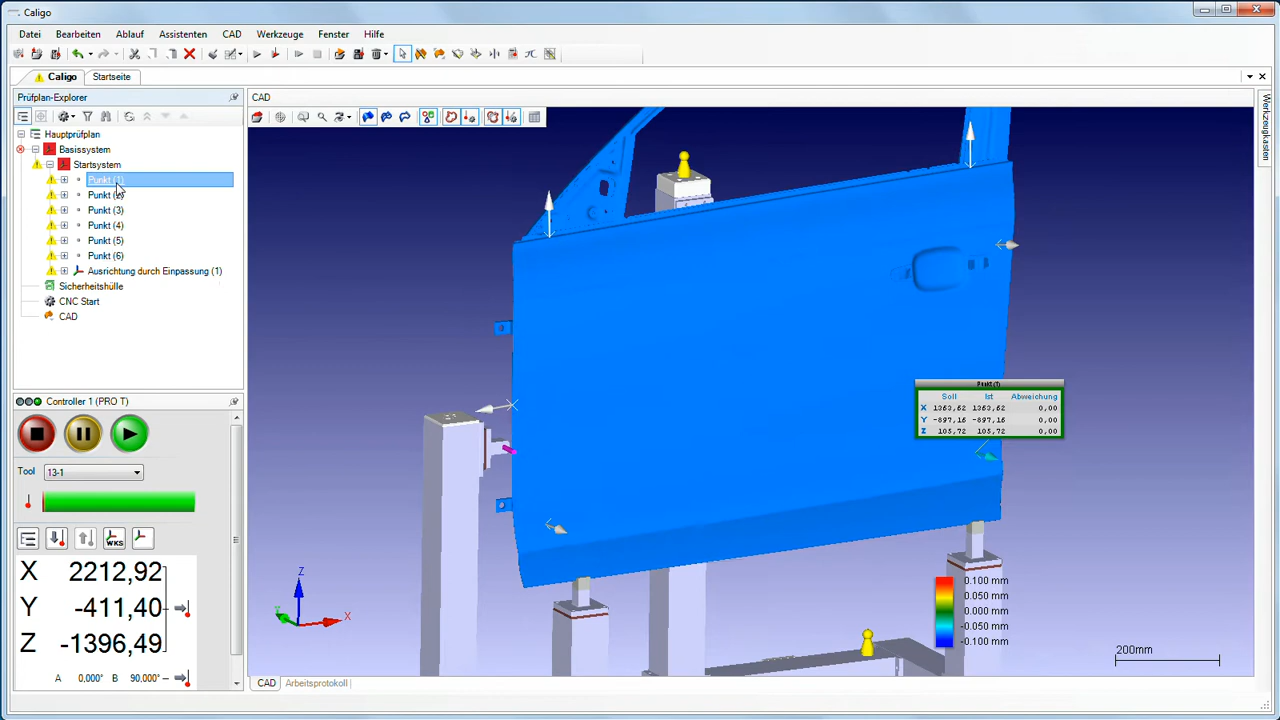 Caligo
Datei Bearbeiten Ablauf Assistenten CAD Werkzeuge Fenster Hilfe
Caligo Startseite
Prüfplan-Explorer
Hauptprüfplan
Basissystem
Startsystem
Punkt (1)
Punkt (2)
Punkt (3)
Punkt (4)
Punkt (5)
Punkt (6)
Ausrichtung durch Einpassung (1)
Sicherheitshülle
CNC Start
CAD
Controller 1 (PRO T)
Tool 13-1
WKS
X 2212,92
Y -411,40
Z -1396,49
A 0.000° B 90.000°
CAD
Punkt(1)
Soll Ist Abweichung
X 1363,62 1363,62 0,00
Y -897,16 -897,16 0,00
Z 105,72 105,72 0,00
Z
X
0.100 mm
0.050 mm
0.000 mm
-0.050 mm
-0.100 mm
200mm
CAD Arbeitsprotokoll
Werkzeugkasten